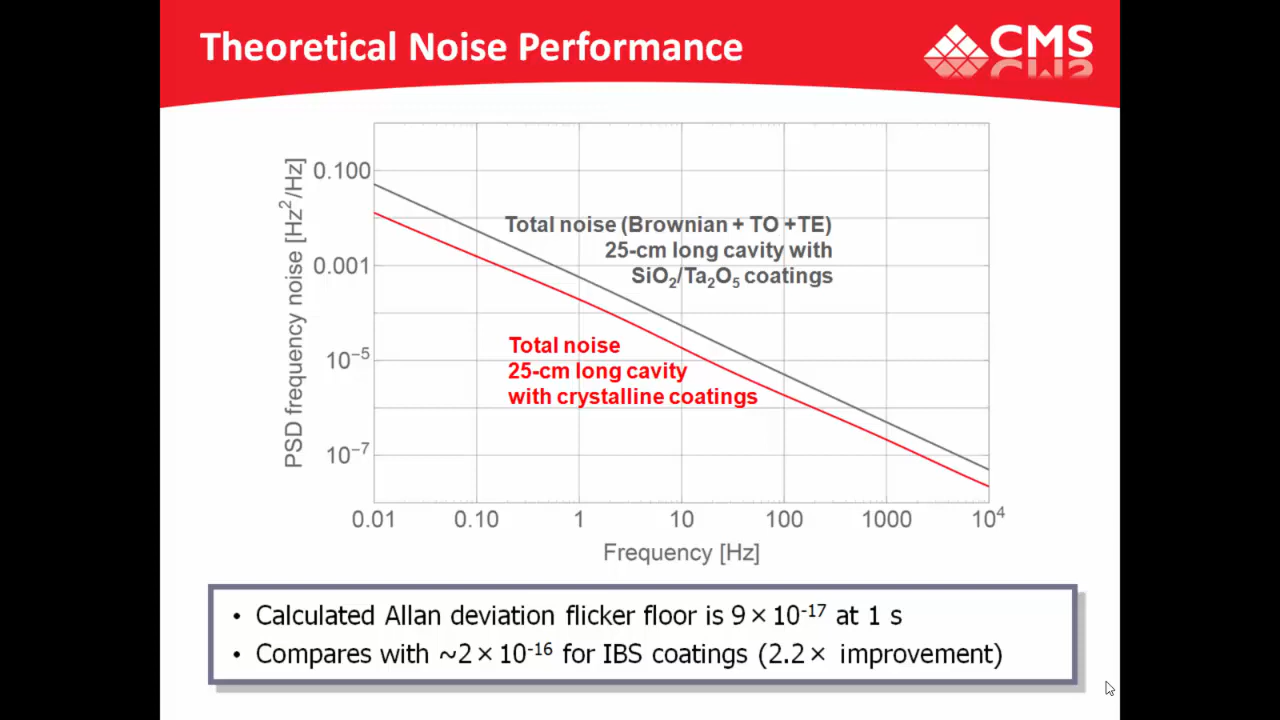 Theoretical Noise Performance
CMS
PSD frequency noise [Hz²/Hz]
0.100
0.001
10⁻⁵
10⁻⁷
Total noise (Brownian + TO +TE)
25-cm long cavity with
SiO₂/Ta₂O₅ coatings
Total noise
25-cm long cavity
with crystalline coatings
0.01 0.10 1 10 100 1000 10⁴
Frequency [Hz]
• Calculated Allan deviation flicker floor is 9 × 10⁻¹⁷ at 1 s
• Compares with ~2 × 10⁻¹⁶ for IBS coatings (2.2 × improvement)